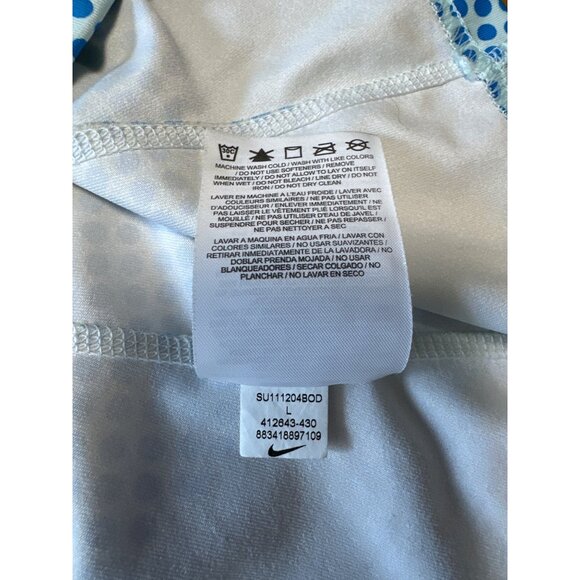 30C
MACHINE WASH COLD / WASH WITH LIKE COLORS
/ DO NOT USE SOFTENERS / REMOVE
IMMEDIATELY / DO NOT ALLOW TO LAY ON ITSELF
WHEN WET / DO NOT BLEACH / LINE DRY / DO NOT
IRON / DO NOT DRY CLEAN
LAVER EN MACHINE A L'EAU FROIDE / LAVER AVEC
COULEURS SIMILAIRES / NE PAS UTILISER
D'ADOUCISSEUR / ENLEVER IMMEDIATEMENT / NE
PAS LAISSER LE VÊTEMENT PLIÉ LORSQU'IL EST
MOUILLÉ / NE PAS UTILISER D'EAU DE JAVEL /
SUSPENDRE POUR SECHER / NE PAS REPASSER /
NE PAS NETTOYER A SEC
LAVAR A MAQUINA EN AGUA FRIA / LAVAR CON
COLORES SIMILARES / NO USAR SUAVIZANTES /
RETIRAR INMEDIATAMENTE DE LA LAVADORA / NO
DOBLAR PRENDA MOJADA / NO USAR
BLANQUEADORES / SECAR COLGADO / NO
PLANCHAR / NO LAVAR EN SECO
SU111204BOD
L
412643-430
883418897109